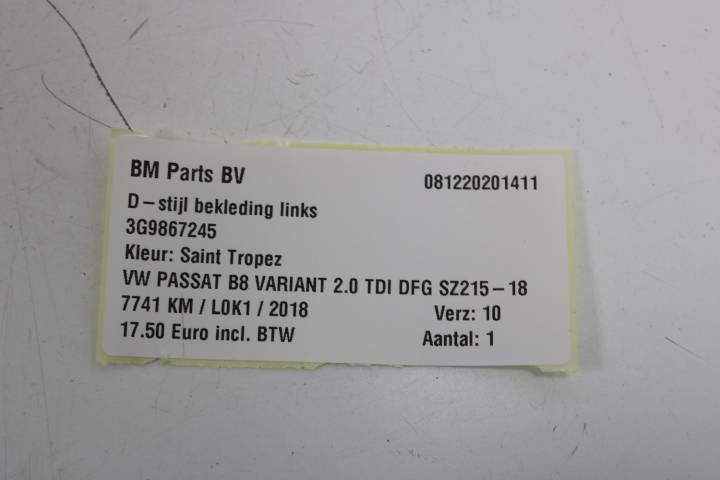 BM Parts BV 081220201411
D-stijl bekleding links
3G9867245
Kleur: Saint Tropez
VW PASSAT B8 VARIANT 2.0 TDI DFG SZ215-18
7741 KM / L0K1 / 2018 Verz: 10
17.50 Euro incl. BTW Aantal: 1